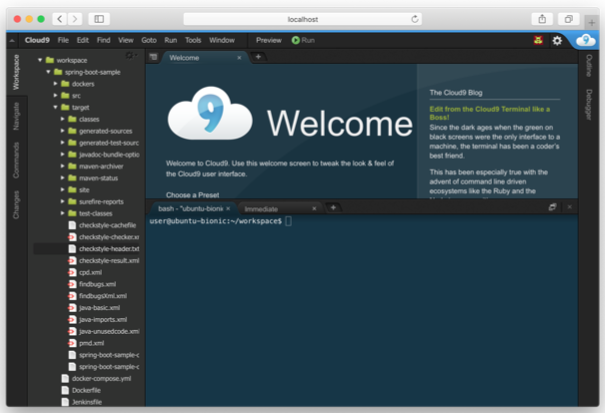 localhost
Cloud9 File Edit Find View Goto Run Tools Window Preview Run
Workspace
Navigate
Commands
Changes
workspace
spring-boot-sample
dockers
src
target
classes
generated-sources
generated-test-sourc
javadoc-bundle-optio
maven-archiver
maven-status
site
surefire-reports
test-classes
checkstyle-cachefile
checkstyle-checker.xm
checkstyle-header.txt
checkstyle-result.xml
cpd.xml
findbugs.xml
findbugsXml.xml
java-basic.xml
java-imports.xml
java-unusedcode.xml
pmd.xml
spring-boot-sample-c
spring-boot-sample-c
docker-compose.yml
Dockerfile
Jenkinsfile
Welcome
9 Welcome
Welcome to Cloud9. Use this welcome screen to tweak the look & feel of
the Cloud9 user interface.
Choose a Preset
The Cloud9 Blog
Edit from the Cloud9 Terminal like a
Boss!
Since the dark ages when the green on
black screens were the only interface to a
machine, the terminal has been a coder's
best friend.
This has been especially true with the
advent of command line driven
ecosystems like the Ruby and the
bash - "ubuntu-bionic Immediate
user@ubuntu-bionic:~/workspace$
Outline
Debugger
9